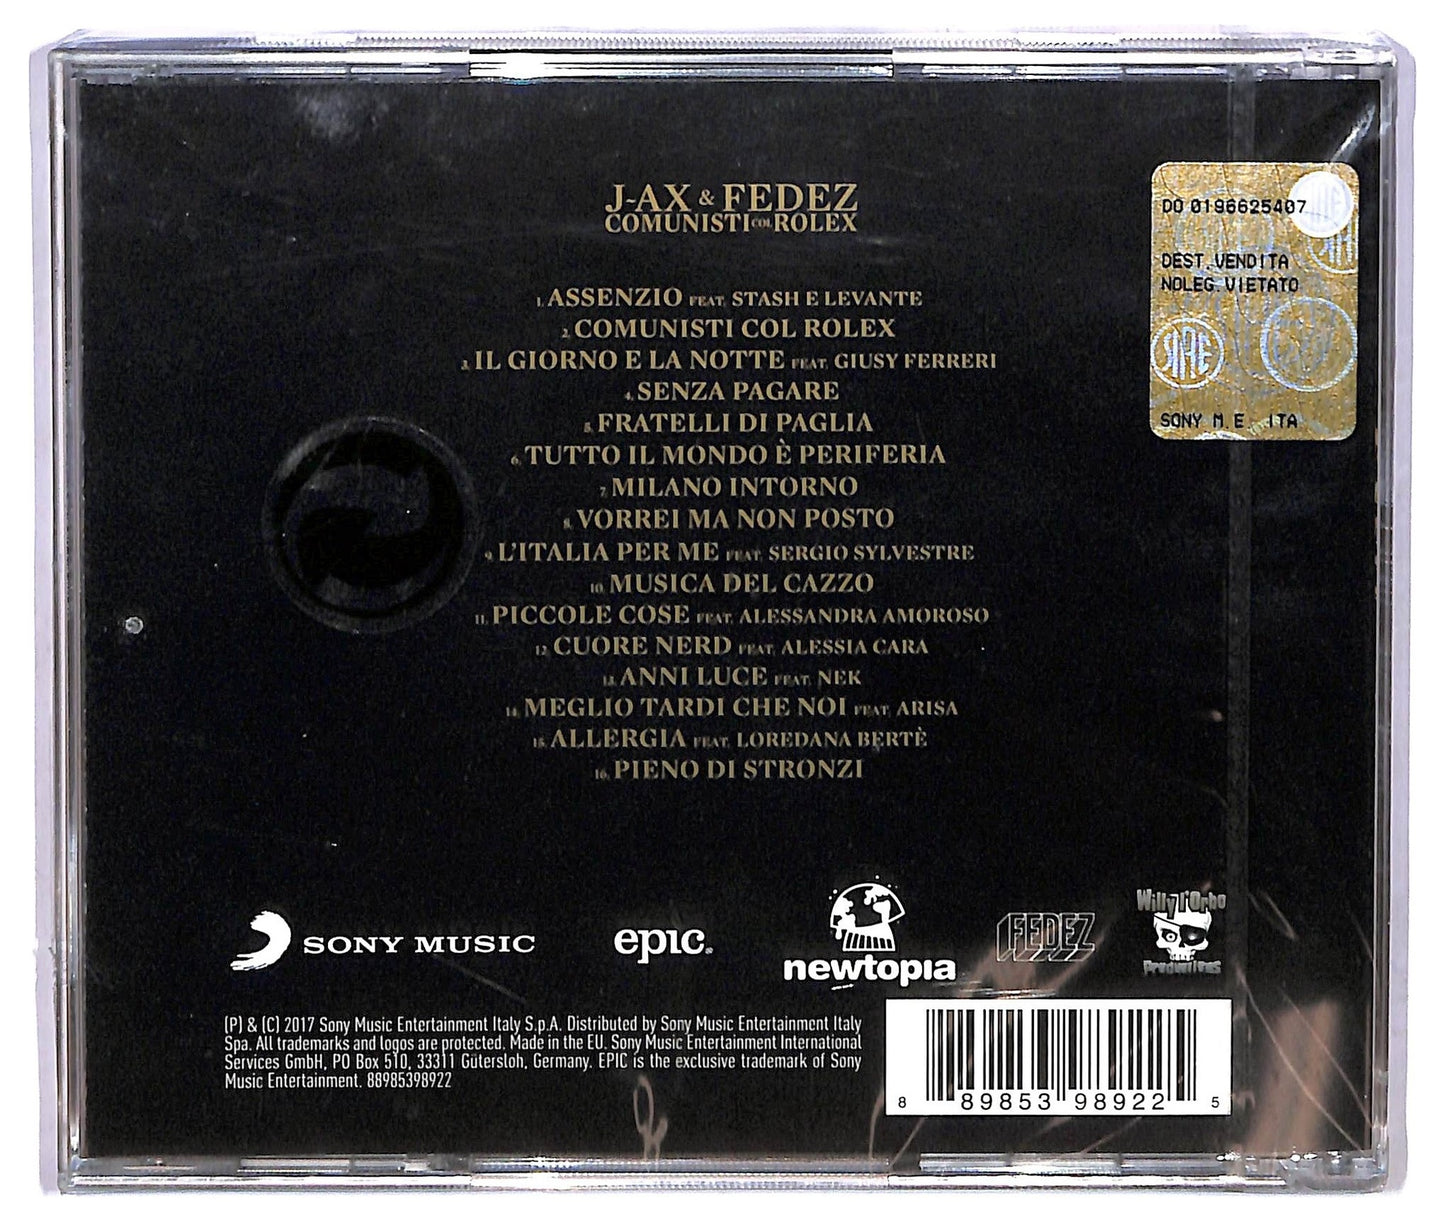 J-AX & FEDEZ
COMUNISTI COL ROLEX
1. ASSENZIO FEAT. STASH E LEVANTE
2. COMUNISTI COL ROLEX
3. IL GIORNO E LA NOTTE FEAT. GIUSY FERRERI
4. SENZA PAGARE
5. FRATELLI DI PAGLIA
6. TUTTO IL MONDO È PERIFERIA
7. MILANO INTORNO
8. VORREI MA NON POSTO
9. L'ITALIA PER ME FEAT. SERGIO SYLVESTRE
10. MUSICA DEL CAZZO
11. PICCOLE COSE FEAT. ALESSANDRA AMOROSO
12. CUORE NERD FEAT. ALESSIA CARA
13. ANNI LUCE FEAT. NEK
14. MEGLIO TARDI CHE NOI FEAT. ARISA
15. ALLERGIA FEAT. LOREDANA BERTÈ
16. PIENO DI STRONZI
DO 0196625407
DEST. VENDITA
NOLEG. VIETATO
SIAE
SONY M.E. ITA
SONY MUSIC
epic
newtopia
FEDEZ
Willy l'Orbo
Productions
(P) & (C) 2017 Sony Music Entertainment Italy S.p.A. Distributed by Sony Music Entertainment Italy
Spa. All trademarks and logos are protected. Made in the EU. Sony Music Entertainment International
Services GmbH, PO Box 510, 33311 Gütersloh, Germany. EPIC is the exclusive trademark of Sony
Music Entertainment. 88985398922
8 89853 98922 5